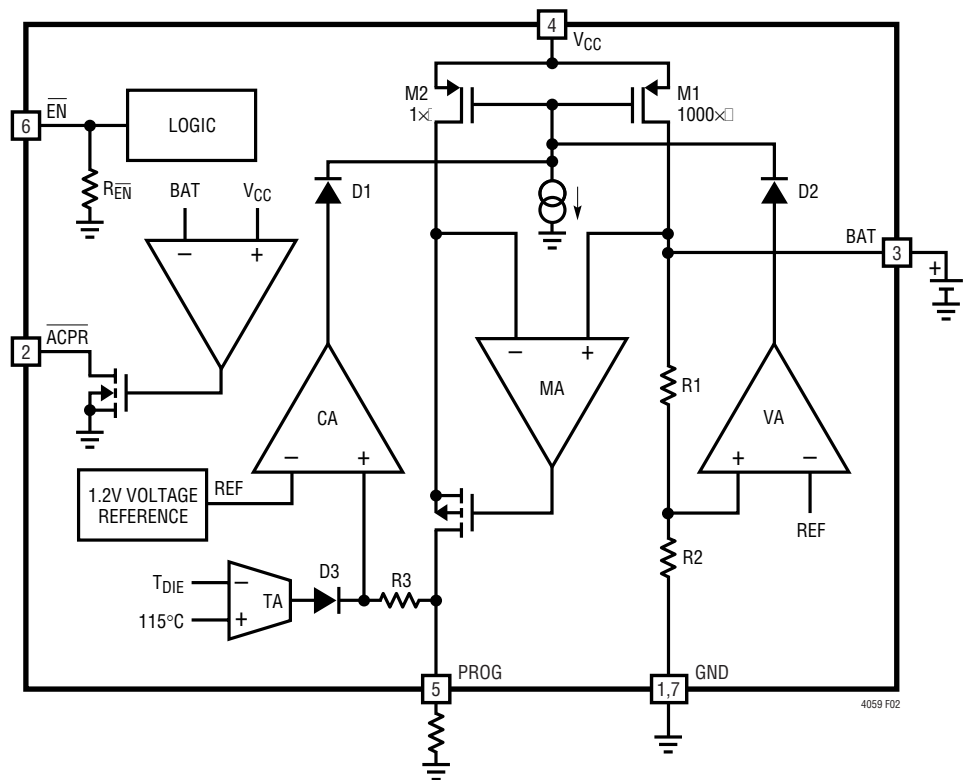 4
VCC
M2
1×
M1
1000×
6
EN
LOGIC
REN
BAT
VCC
D1
D2
BAT
3
+
− +
ACPR
2
− +
MA
R1
CA
VA
− +
+ −
1.2V VOLTAGE
REFERENCE
REF
REF
R2
TDIE
−
D3
R3
TA
115°C
+
5
PROG
1,7
GND
4059 F02